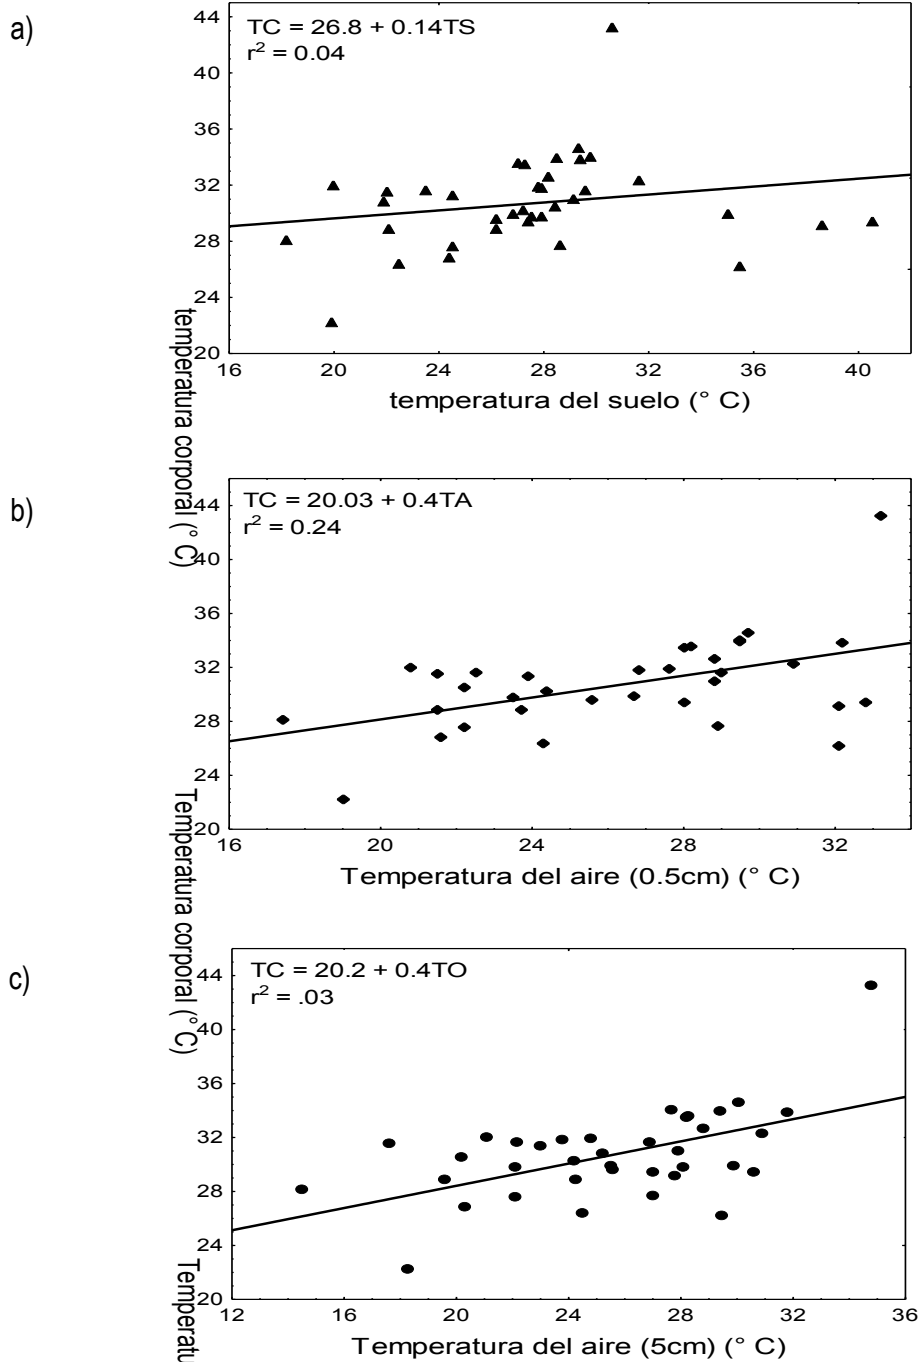 a)
TC = 26.8 + 0.14TS
r² = 0.04
44
40
36
32
28
24
20
16 20 24 28 32 36 40
temperatura del suelo (° C)
temperatura corporal (° C)
b)
TC = 20.03 + 0.4TA
r² = 0.24
44
40
36
32
28
24
20
16 20 24 28 32
Temperatura del aire (0.5cm) (° C)
Temperatura corporal (°C)
c)
TC = 20.2 + 0.4TO
r² = .03
44
40
36
32
28
24
20
12 16 20 24 28 32 36
Temperatura del aire (5cm) (° C)
Temperatu